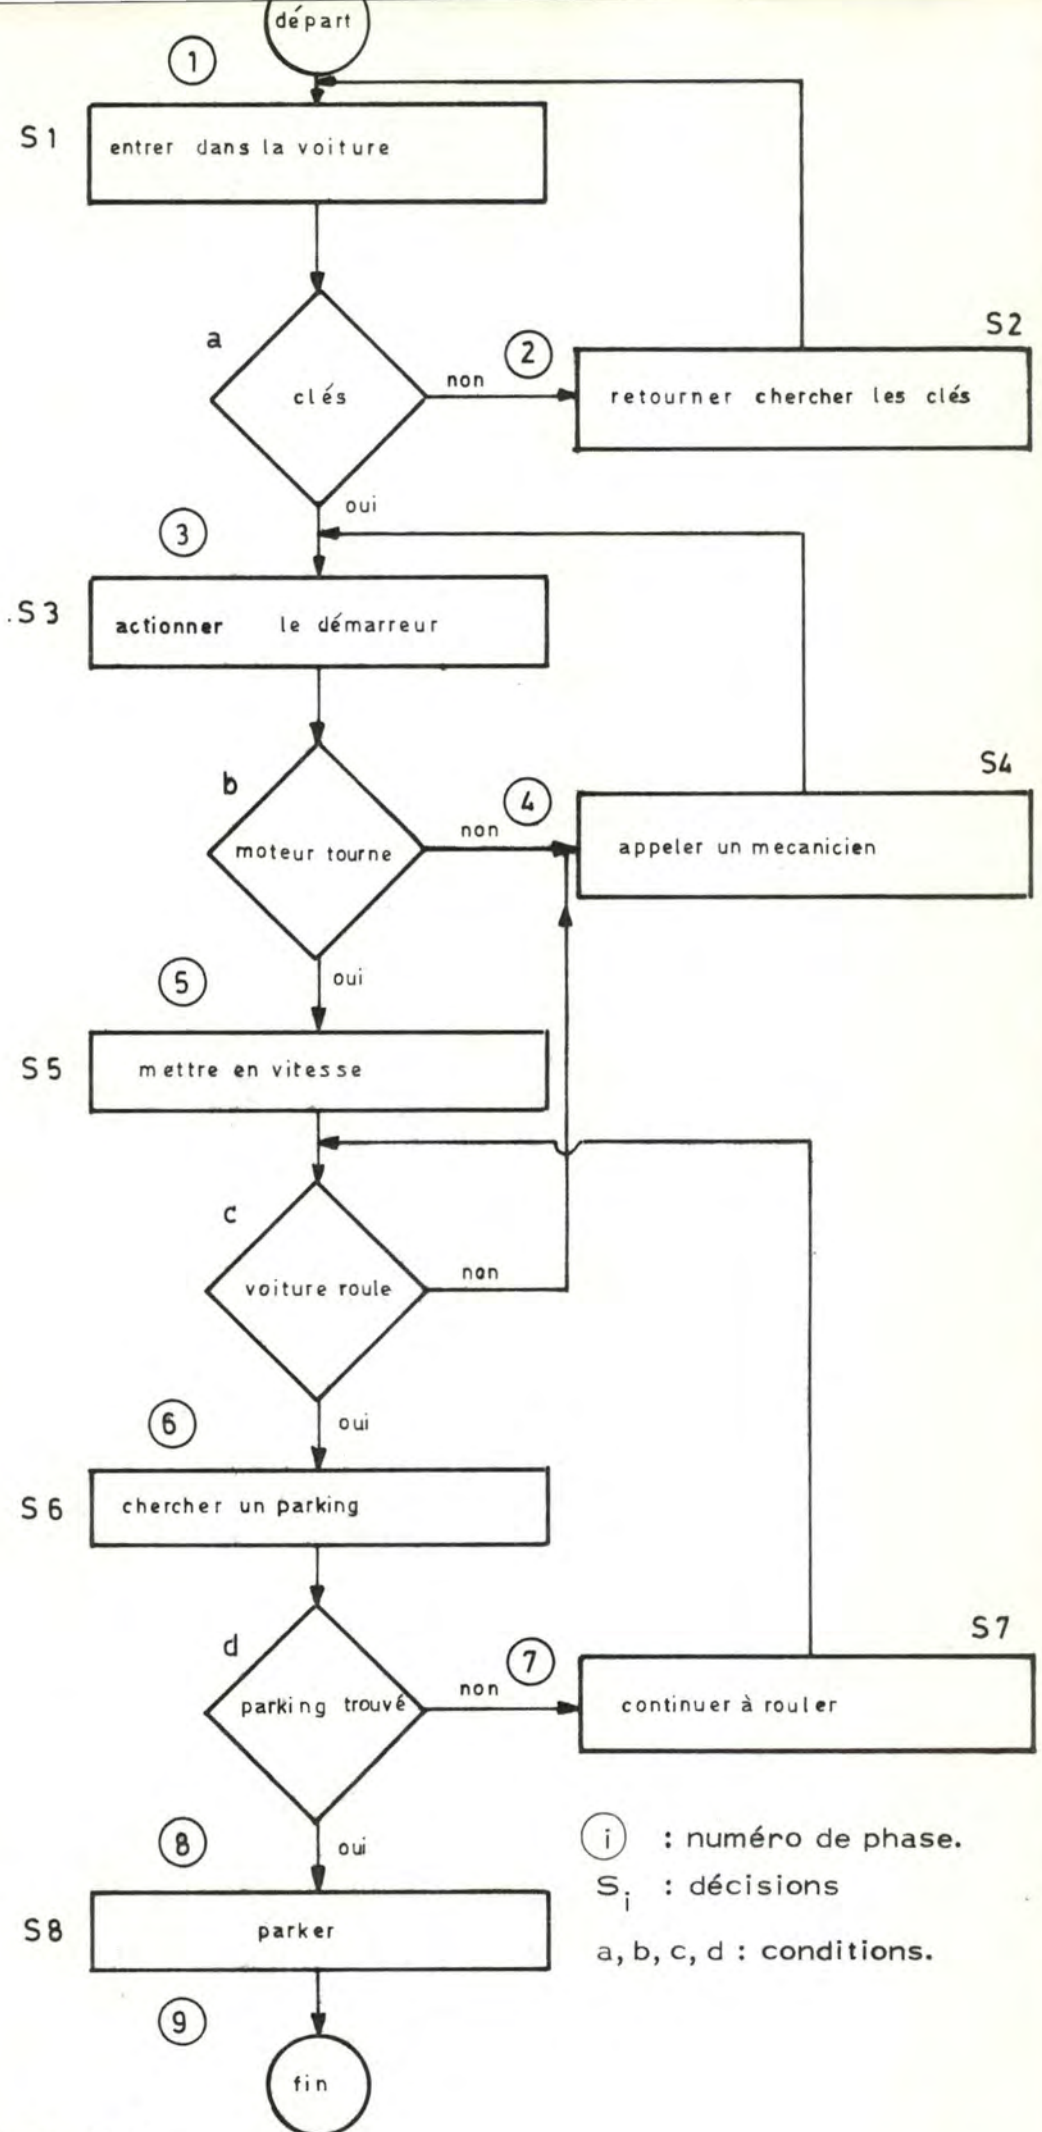 départ
1
S1
entrer dans la voiture
a
clés
non
2
S2
retourner chercher les clés
oui
3
.S3
actionner le démarreur
b
moteur tourne
non
4
S4
appeler un mecanicien
oui
5
S5
mettre en vitesse
c
voiture roule
non
oui
6
S6
chercher un parking
d
parking trouvé
non
7
S7
continuer à rouler
oui
8
S8
parker
9
fin
i : numéro de phase.
Si : décisions
a, b, c, d : conditions.